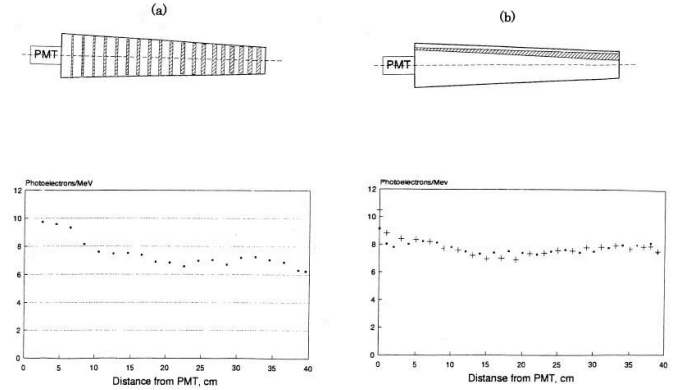 (a)
(b)
PMT
PMT
Photoelectrons/MeV
12
10
8
6
4
2
0
0 5 10 15 20 25 30 35 40
Distance from PMT, cm
Photoelectrons/Mev
12
10
8
6
4
2
0
0 5 10 15 20 25 30 35 40
Distanse from PMT, cm